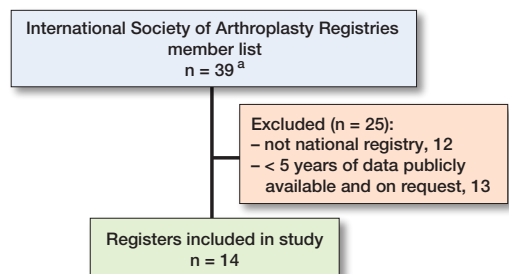 International Society of Arthroplasty Registries
member list
n = 39 a
Excluded (n = 25):
– not national registry, 12
– < 5 years of data publicly
available and on request, 13
Registers included in study
n = 14